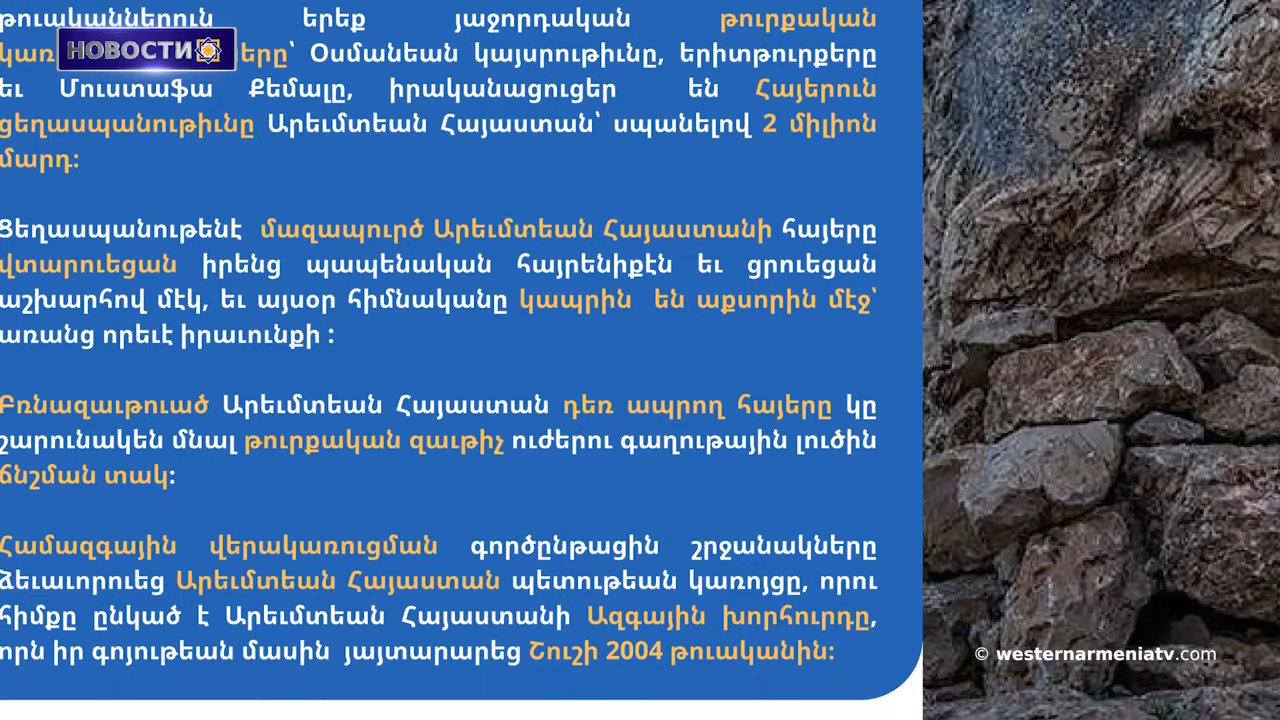 թուականներուն երեք յաջորդական թուրքական
НОВОСТИ
Օսմանեան կայսրութիւնը, երիտթուրքերը
եւ Մուստաֆա Քեմալը, իրականացուցեր են Հայերուն
ցեղասպանութիւնը Արեւմտեան Հայաստան՝ սպանելով 2 միլիոն
մարդ։
Ցեղասպանութենէ մազապուրծ Արեւմտեան Հայաստանի հայերը
վտարուեցան իրենց պապենական հայրենիքէն եւ ցրուեցան
աշխարհով մէկ, եւ այսօր հիմնականը կապրին են աքսորին մէջ՝
առանց որեւէ իրաւունքի :
Բռնազաւթուած Արեւմտեան Հայաստան դեռ ապրող հայերը կը
շարունակեն մնալ թուրքական զաւթիչ ուժերու գաղութային լուծին
ճնշման տակ:
Համազգային վերակառուցման գործընթացին շրջանակները
ձեւաւորուեց Արեւմտեան Հայաստան պետութեան կառոյցը, որու
հիմքը ընկած է Արեւմտեան Հայաստանի Ազգային խորհուրդը,
որն իր գոյութեան մասին յայտարարեց Շուշի 2004 թուականին:
© westernarmeniatv.com